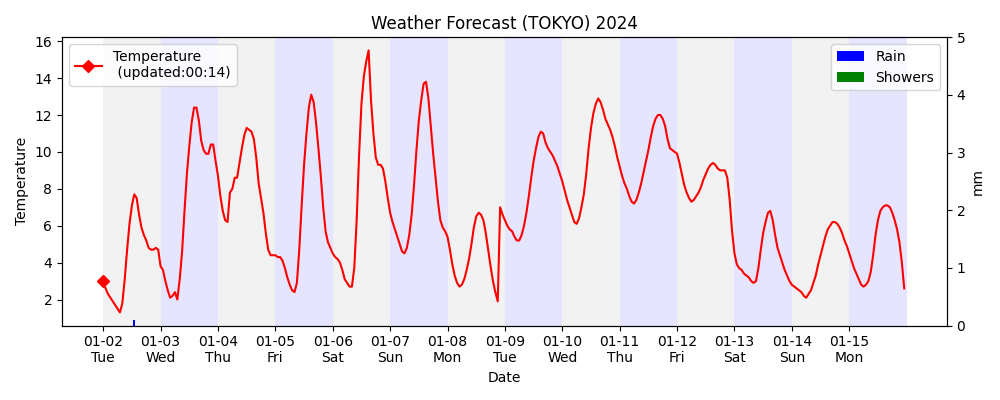 Weather Forecast (TOKYO) 2024
Temperature
(updated:00:14)
Rain
Showers
Temperature
16
14
12
10
8
6
4
2
5
4
3
2
1
0
mm
01-02 01-03 01-04 01-05 01-06 01-07 01-08 01-09 01-10 01-11 01-12 01-13 01-14 01-15
Tue Wed Thu Fri Sat Sun Mon Tue Wed Thu Fri Sat Sun Mon
Date